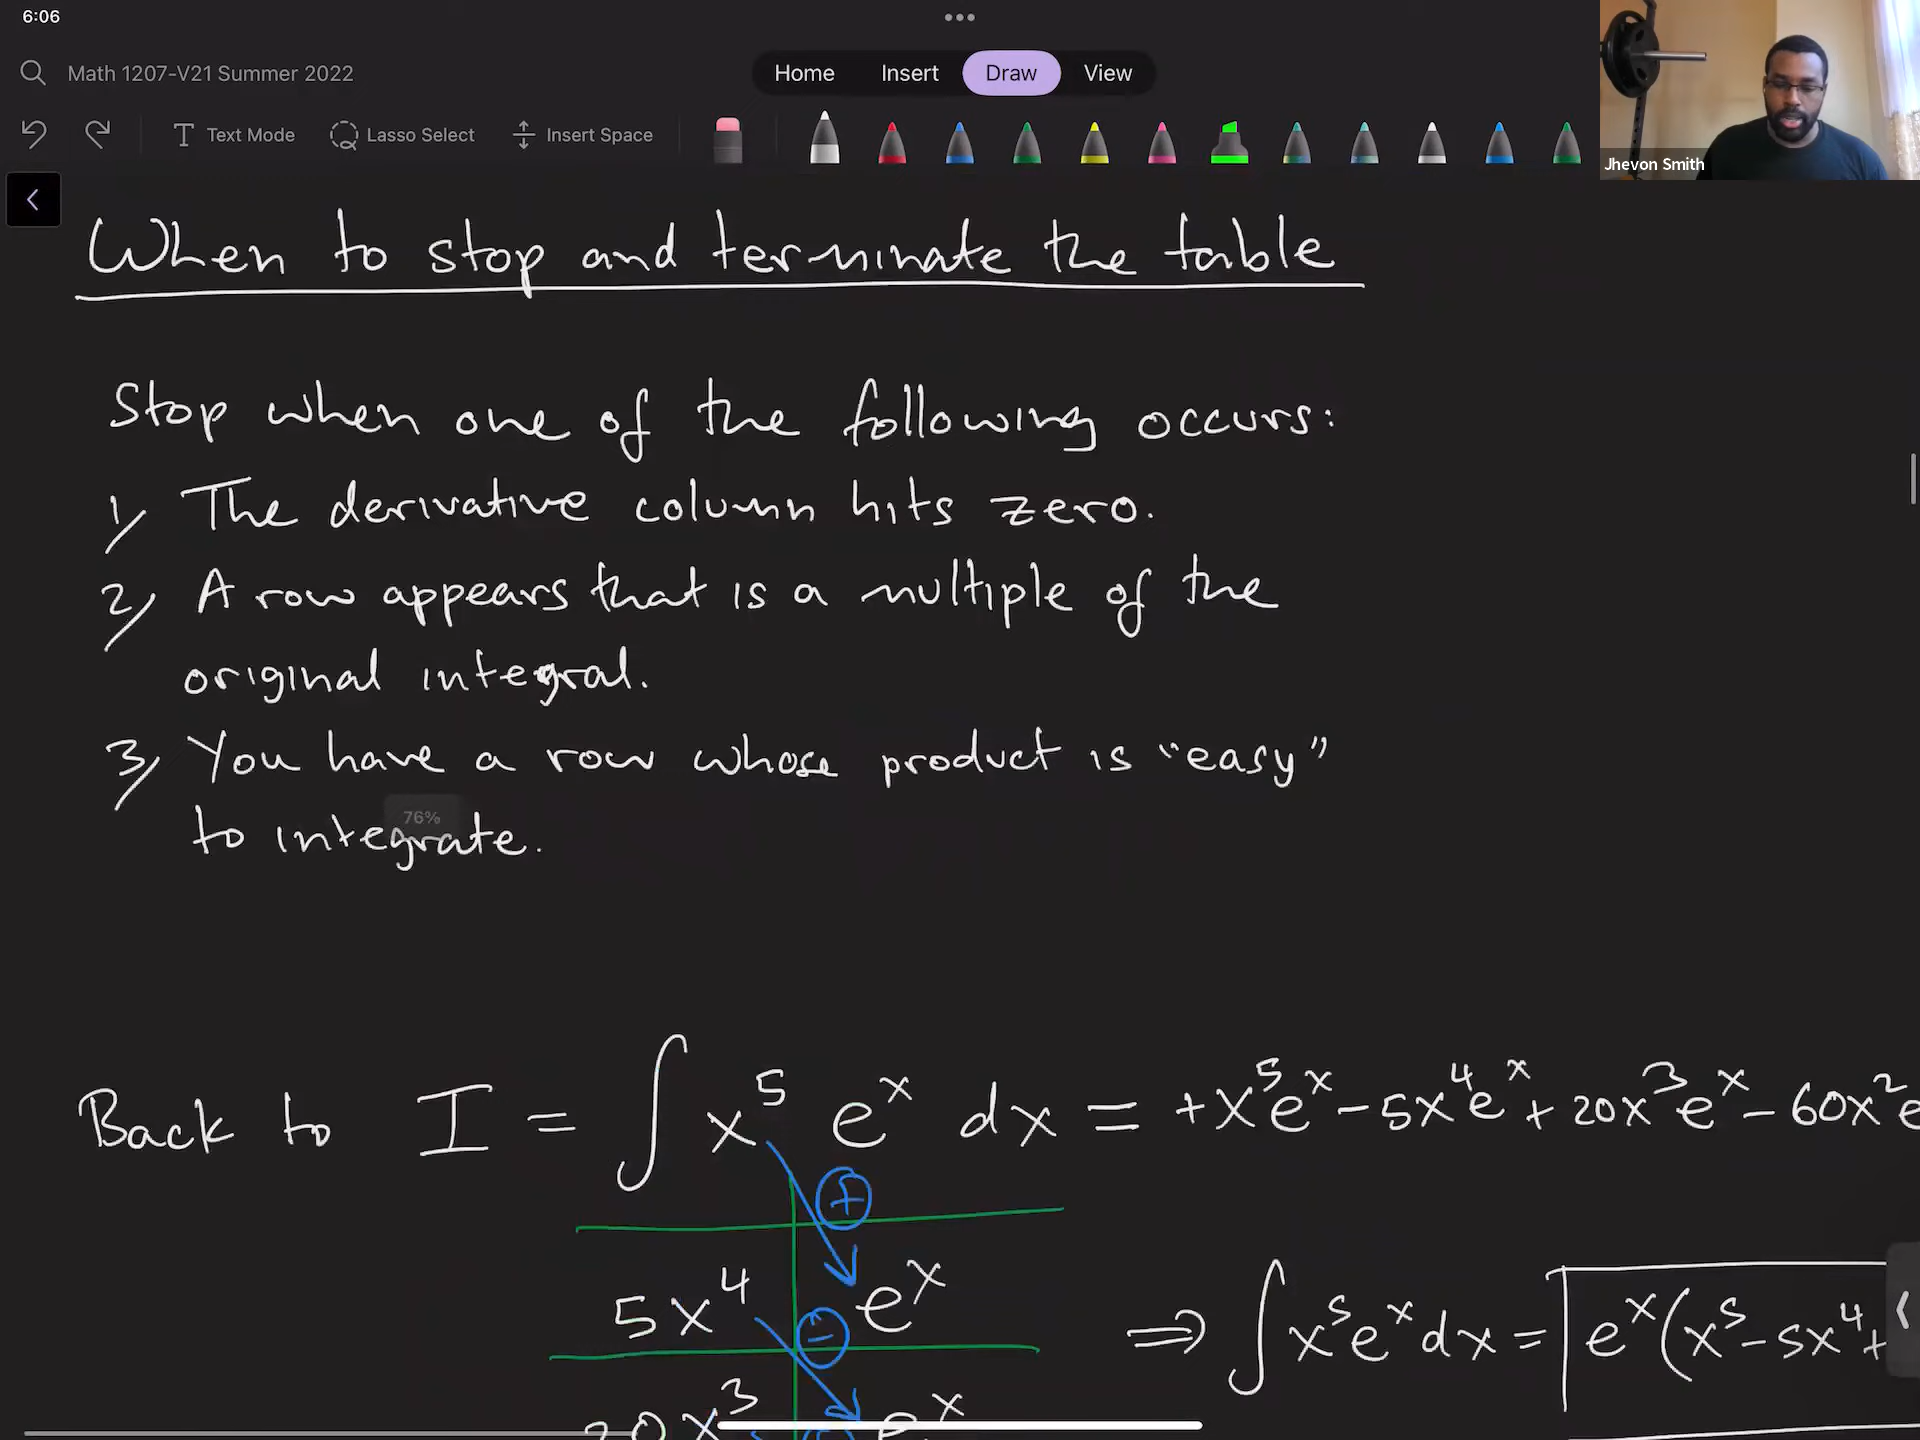 6:06
Math 1207-V21 Summer 2022
Home Insert Draw View
Text Mode Lasso Select Insert Space
Jhevon Smith
When to stop and terminate the table
Stop when one of the following occurs:
1) The derivative column hits zero.
2) A row appears that is a multiple of the
original integral.
3) You have a row whose product is "easy"
to integrate.
76%
Back to I = ∫ x⁵ eˣ dx = +x⁵eˣ - 5x⁴eˣ + 20x³eˣ - 60x²e
+
5x⁴ eˣ
-
⇒ ∫x⁵eˣdx = eˣ(x⁵ - 5x⁴ +
20x³ eˣ